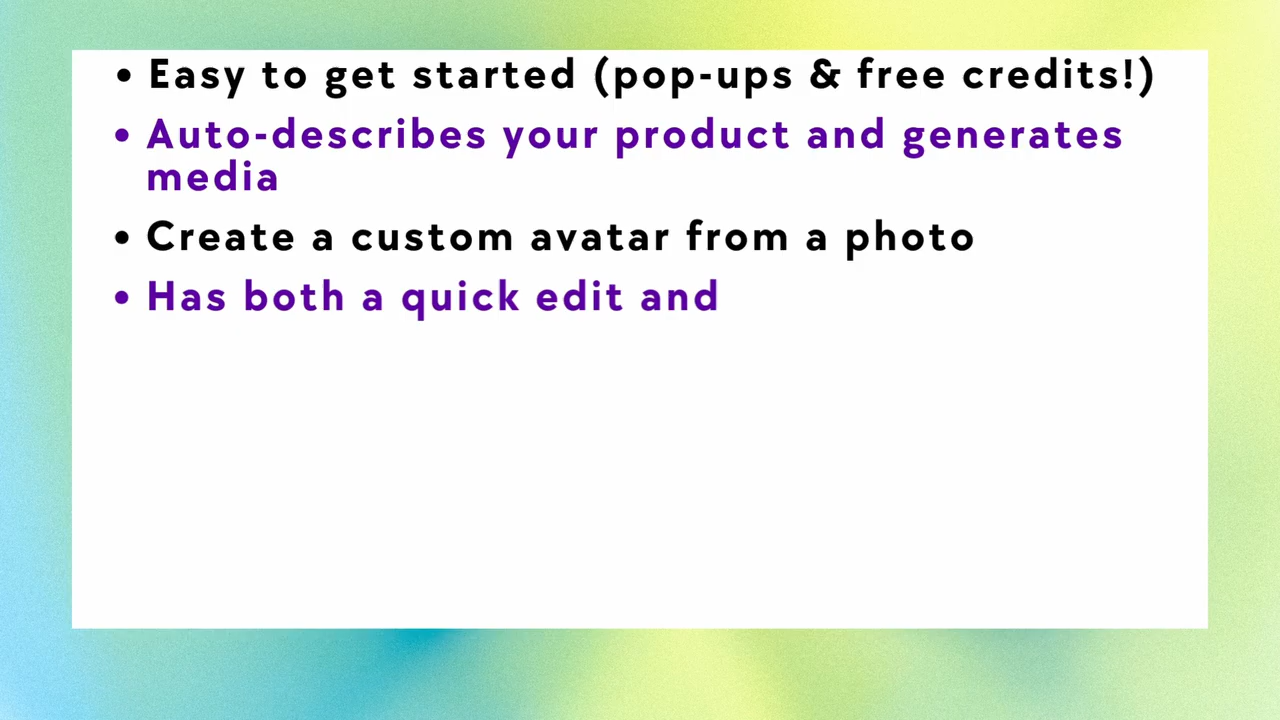 • Easy to get started (pop-ups & free credits!)
• Auto-describes your product and generates
media
• Create a custom avatar from a photo
• Has both a quick edit and